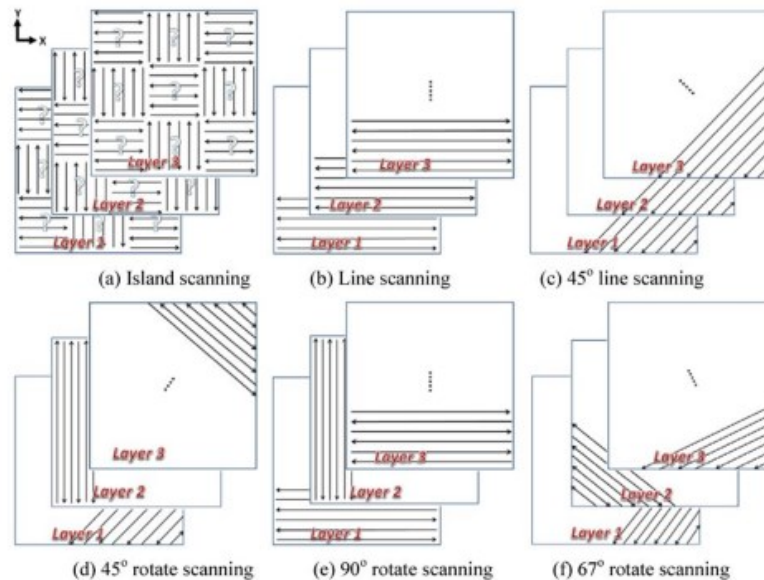 Y
X
? ? ?
? ? ?
? ? ?
Layer 3
Layer 2
Layer 1
(a) Island scanning
Layer 3
Layer 2
Layer 1
(b) Line scanning
Layer 3
Layer 2
Layer 1
(c) 45° line scanning
Layer 3
Layer 2
Layer 1
(d) 45° rotate scanning
Layer 3
Layer 2
Layer 1
(e) 90° rotate scanning
Layer 3
Layer 2
Layer 1
(f) 67° rotate scanning